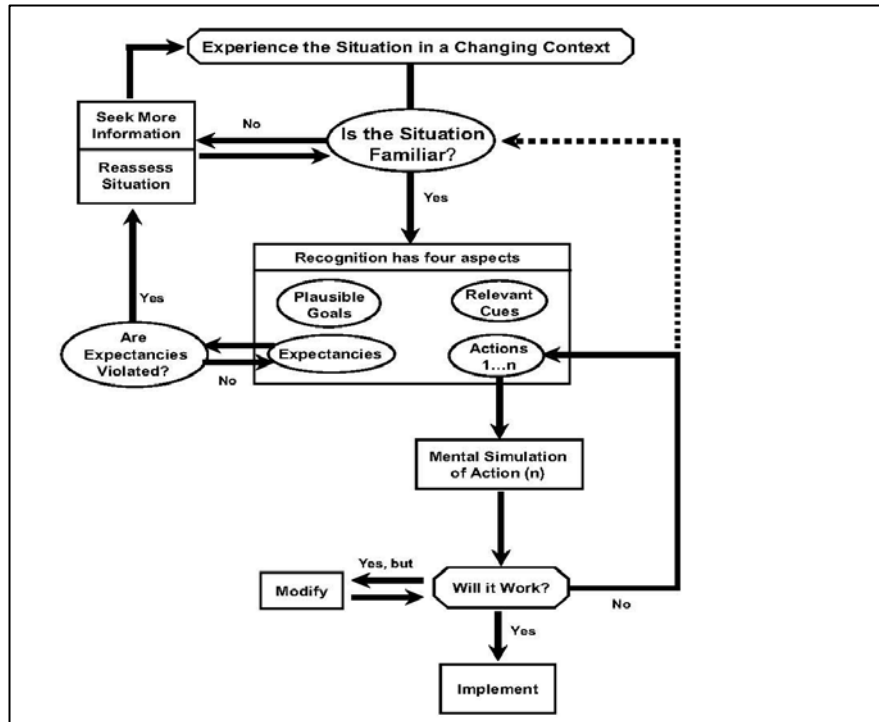 Experience the Situation in a Changing Context
Seek More
Information
No
Is the Situation
Familiar?
Reassess
Situation
Yes
Recognition has four aspects
Plausible
Goals
Relevant
Cues
Yes
Are
Expectancies
Violated?
Expectancies
Actions
1...n
No
Mental Simulation
of Action (n)
Yes, but
Modify
Will it Work?
No
Yes
Implement